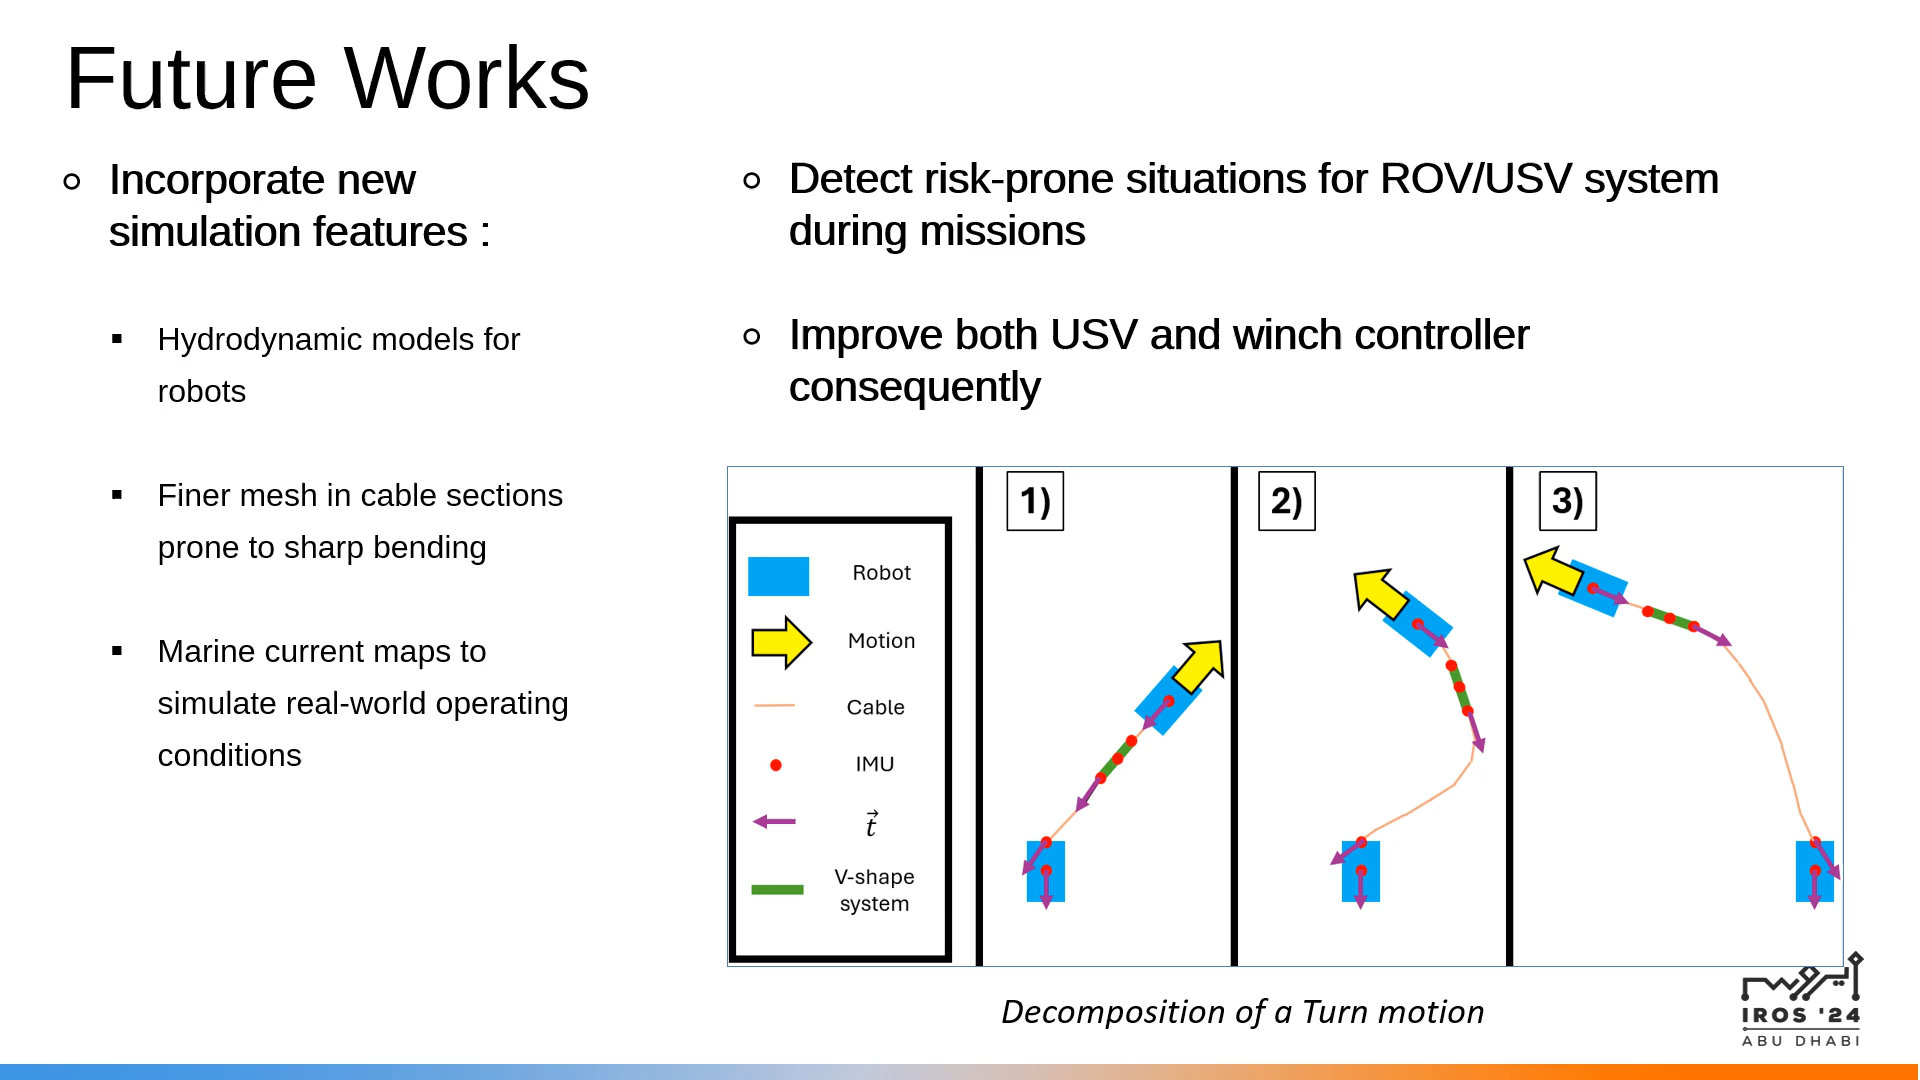 Future Works
Incorporate new
simulation features :
Hydrodynamic models for
robots
Finer mesh in cable sections
prone to sharp bending
Marine current maps to
simulate real-world operating
conditions
Detect risk-prone situations for ROV/USV system
during missions
Improve both USV and winch controller
consequently
Robot
Motion
Cable
IMU
t⃗
V-shape
system
1)
2)
3)
Decomposition of a Turn motion
IROS '24
ABU DHABI